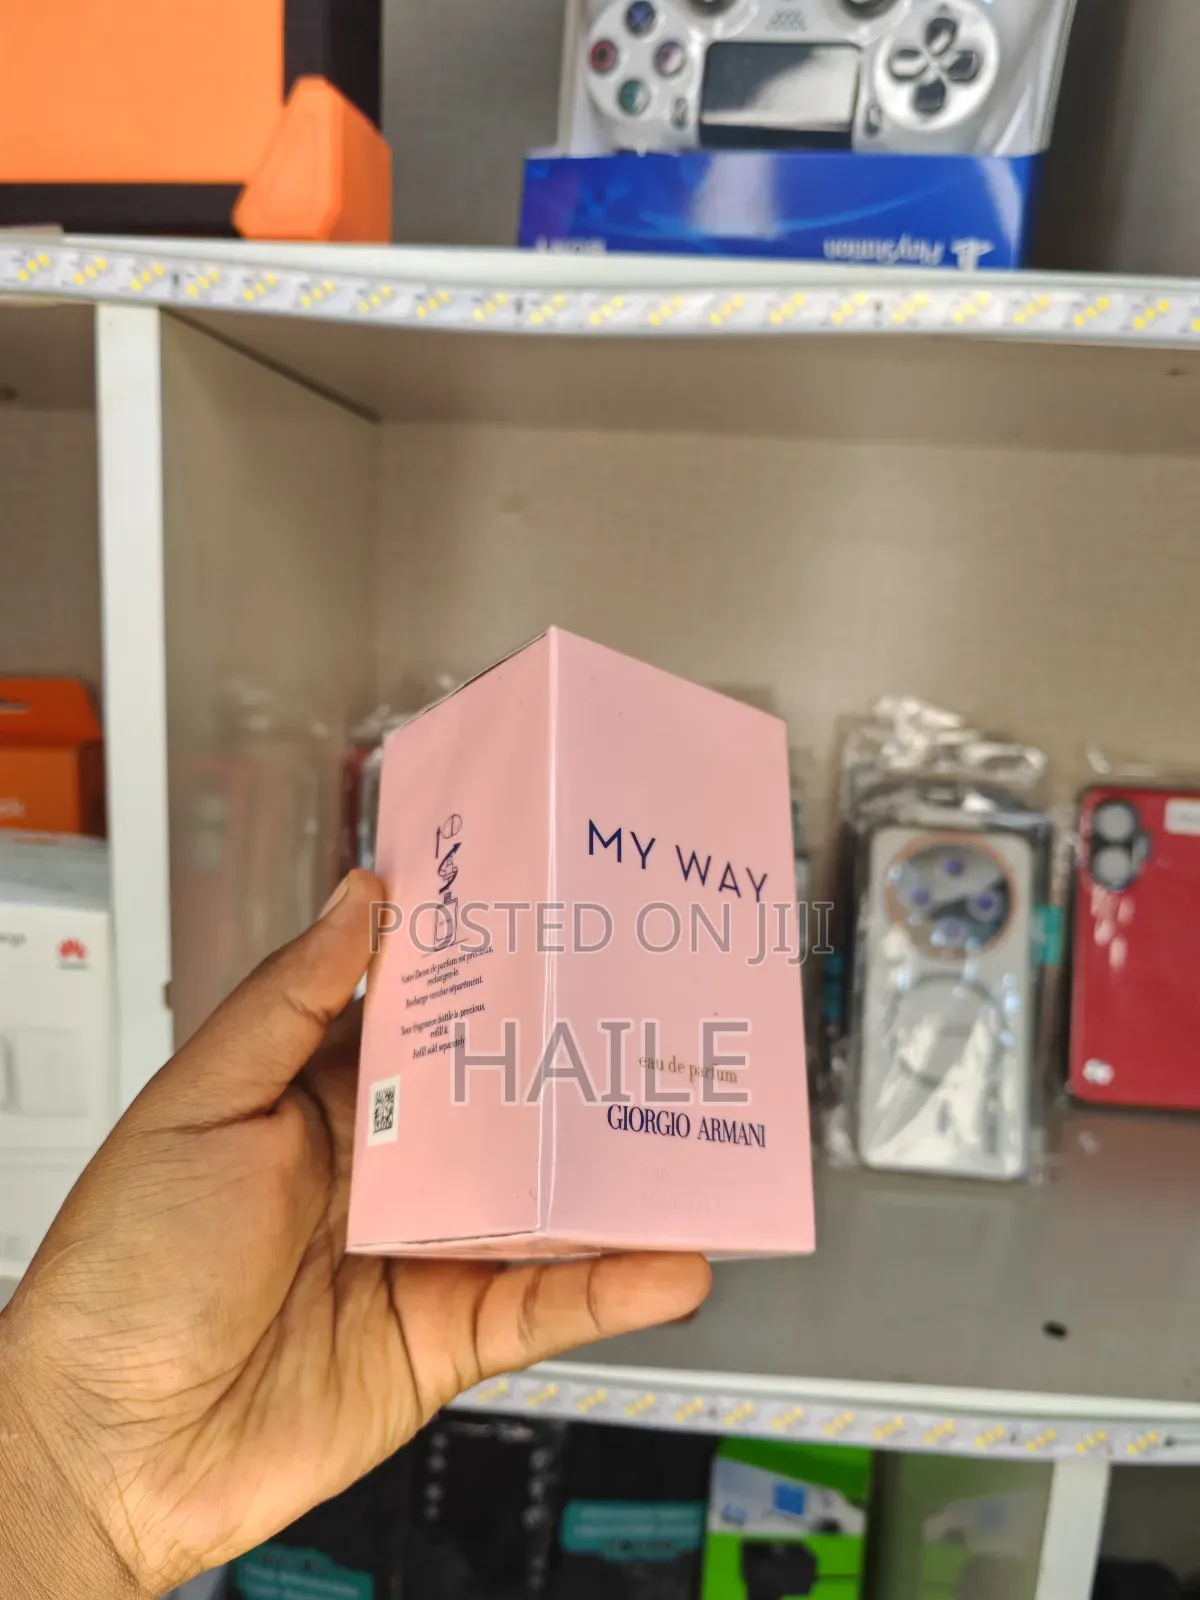 PlayStation
MY WAY
POSTED ON JIJI
HAILE
Votre flacon de parfum est précieux,
rechargez-le.
Recharge vendue séparément.
Your fragrance bottle is precious,
refill it.
Refill sold separately.
eau de parfum
GIORGIO ARMANI